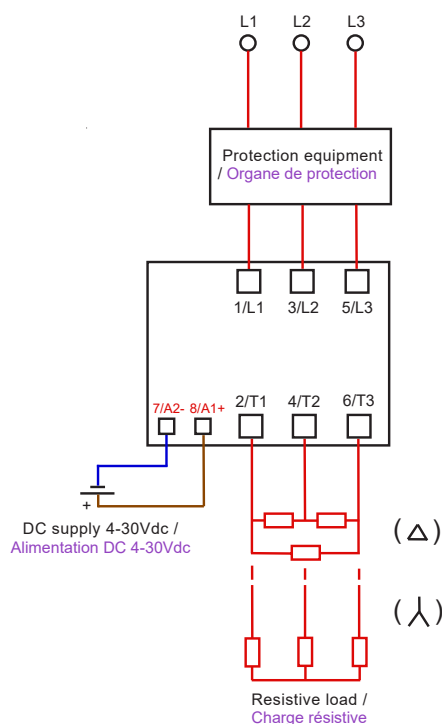 L1 L2 L3
Protection equipment
/ Organe de protection
1/L1 3/L2 5/L3
7/A2- 8/A1+ 2/T1 4/T2 6/T3
+
DC supply 4-30Vdc /
Alimentation DC 4-30Vdc
Resistive load /
Charge résistive